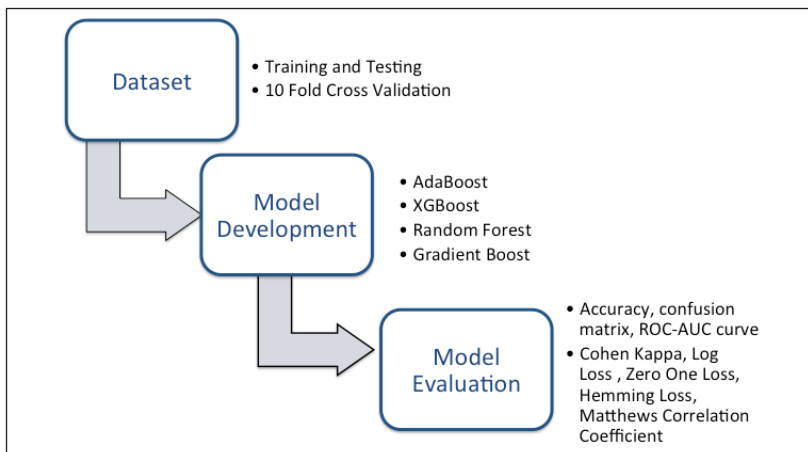 Dataset
• Training and Testing
• 10 Fold Cross Validation
Model
Development
• AdaBoost
• XGBoost
• Random Forest
• Gradient Boost
Model
Evaluation
• Accuracy, confusion
matrix, ROC-AUC curve
• Cohen Kappa, Log
Loss , Zero One Loss,
Hemming Loss,
Matthews Correlation
Coefficient